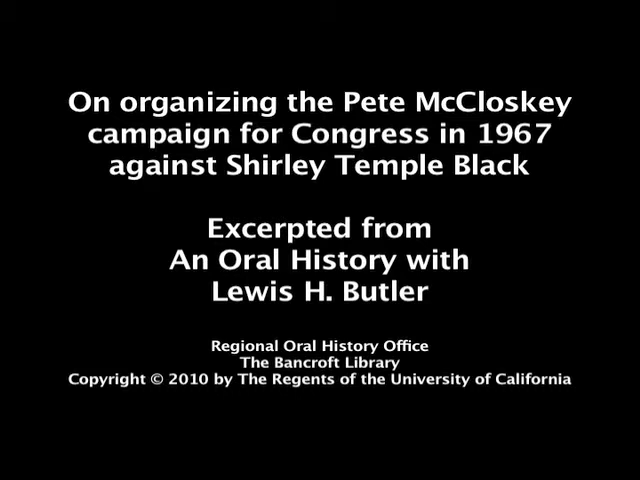 On organizing the Pete McCloskey
campaign for Congress in 1967
against Shirley Temple Black
Excerpted from
An Oral History with
Lewis H. Butler
Regional Oral History Office
The Bancroft Library
Copyright © 2010 by The Regents of the University of California